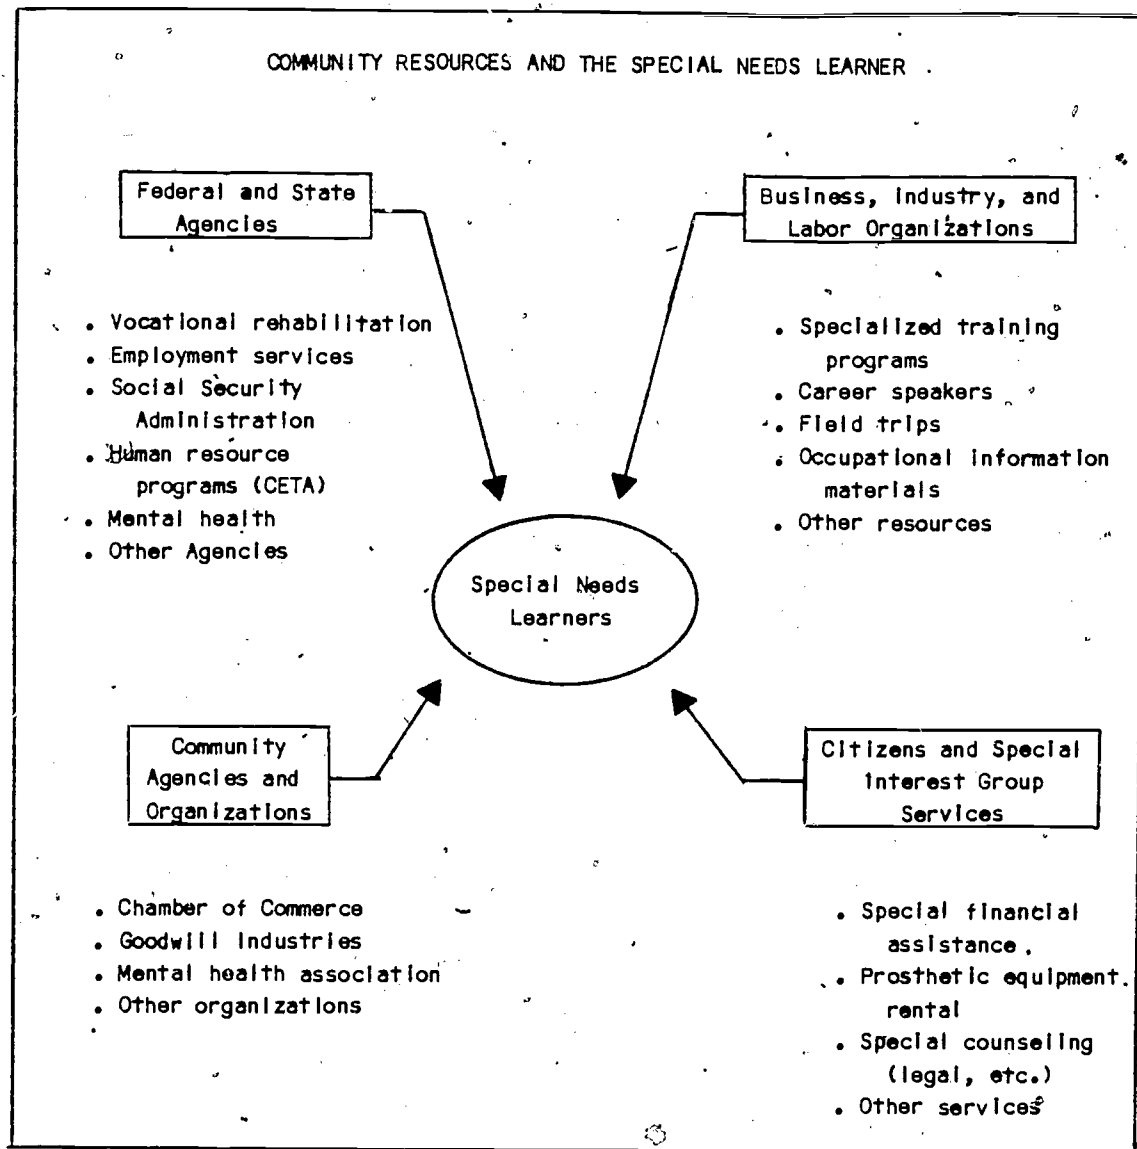 COMMUNITY RESOURCES AND THE SPECIAL NEEDS LEARNER
Federal and State
Agencies
. Vocational rehabilitation
. Employment services
. Social Security
Administration
. Human resource
programs (CETA)
. Mental health
. Other Agencies
Business, Industry, and
Labor Organizations
. Specialized training
programs
. Career speakers
. Field trips
. Occupational information
materials
. Other resources
Special Needs
Learners
Community
Agencies and
Organizations
. Chamber of Commerce
. Goodwill Industries
. Mental health association
. Other organizations
Citizens and Special
Interest Group
Services
. Special financial
assistance.
. Prosthetic equipment.
rental
. Special counseling
(legal, etc.)
. Other services